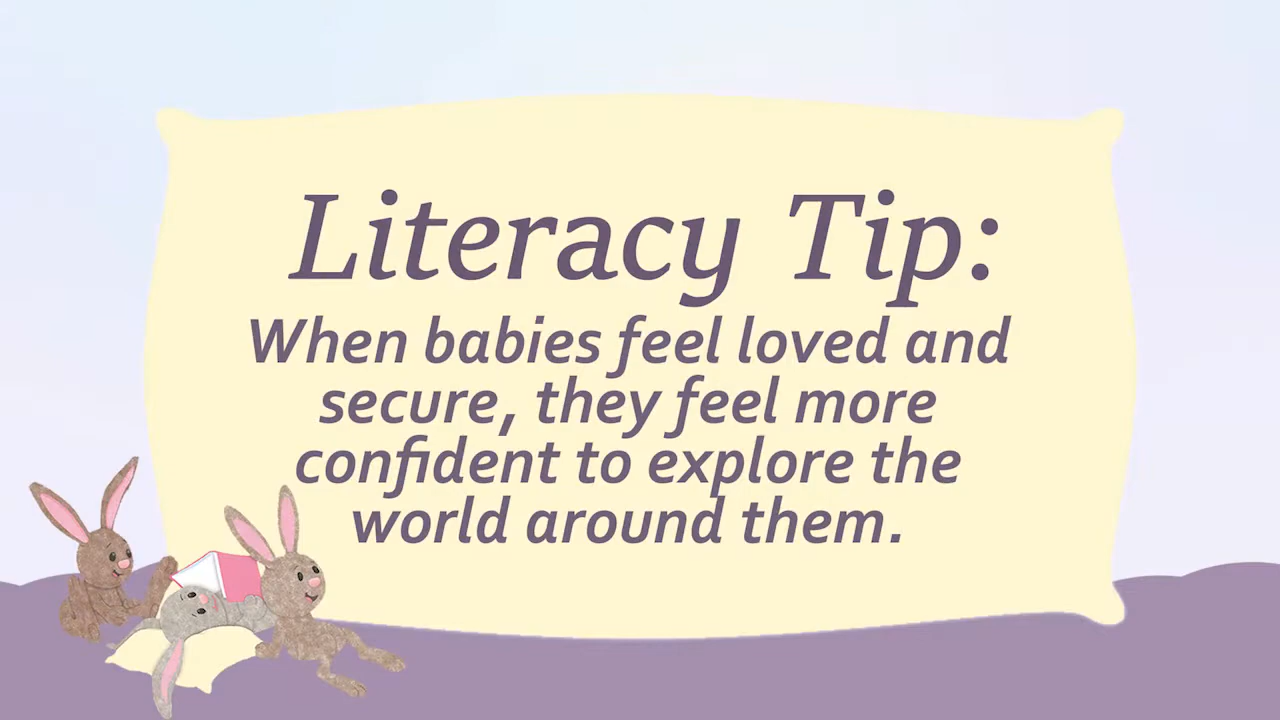 Literacy Tip:
When babies feel loved and
secure, they feel more
confident to explore the
world around them.